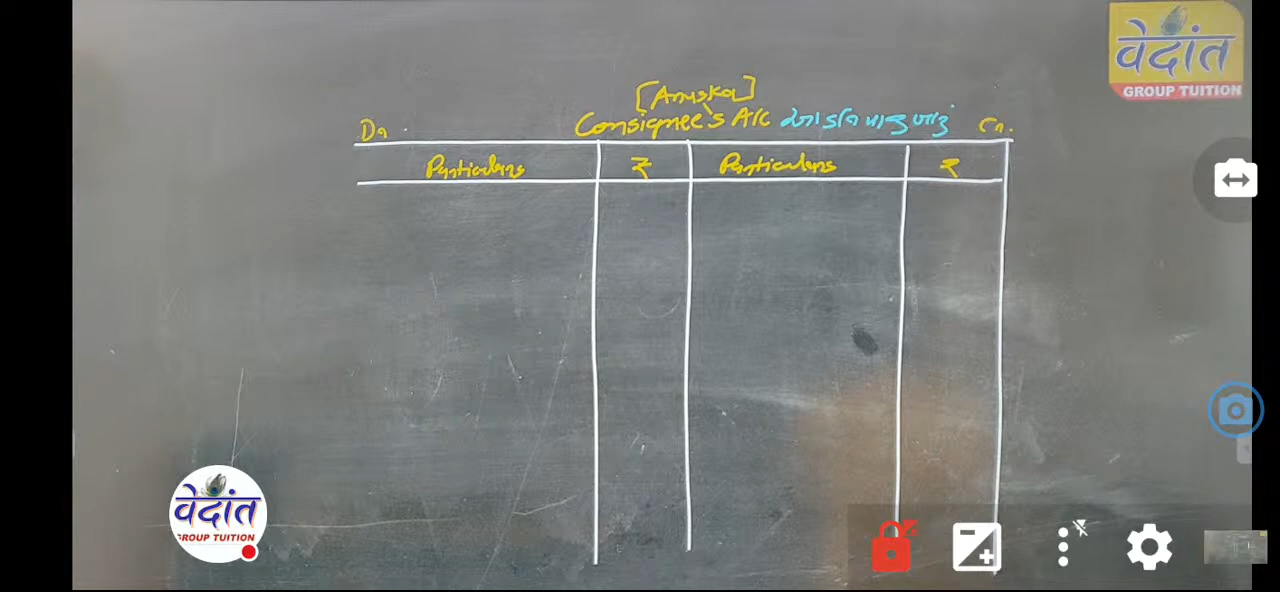 वेदांत
GROUP TUITION
[Anuska]
Dr. Consignee's A/c Cr.
Particulars ₹ Particulars ₹
वेदांत
GROUP TUITION